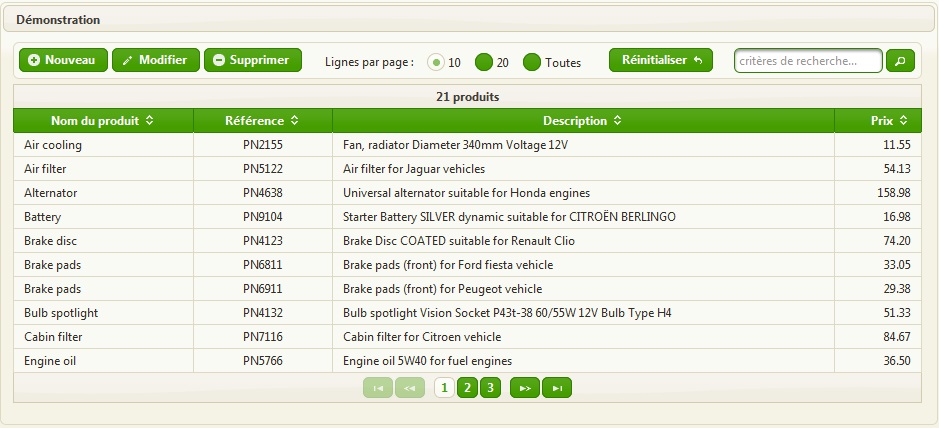 Démonstration
Nouveau Modifier Supprimer Lignes par page : 10 20 Toutes Réinitialiser critères de recherche...
21 produits
Nom du produit Référence Description Prix
Air cooling PN2155 Fan, radiator Diameter 340mm Voltage 12V 11.55
Air filter PN5122 Air filter for Jaguar vehicles 54.13
Alternator PN4638 Universal alternator suitable for Honda engines 158.98
Battery PN9104 Starter Battery SILVER dynamic suitable for CITROËN BERLINGO 16.98
Brake disc PN4123 Brake Disc COATED suitable for Renault Clio 74.20
Brake pads PN6811 Brake pads (front) for Ford fiesta vehicle 33.05
Brake pads PN6911 Brake pads (front) for Peugeot vehicle 29.38
Bulb spotlight PN4132 Bulb spotlight Vision Socket P43t-38 60/55W 12V Bulb Type H4 51.33
Cabin filter PN7116 Cabin filter for Citroen vehicle 84.67
Engine oil PN5766 Engine oil 5W40 for fuel engines 36.50
1 2 3